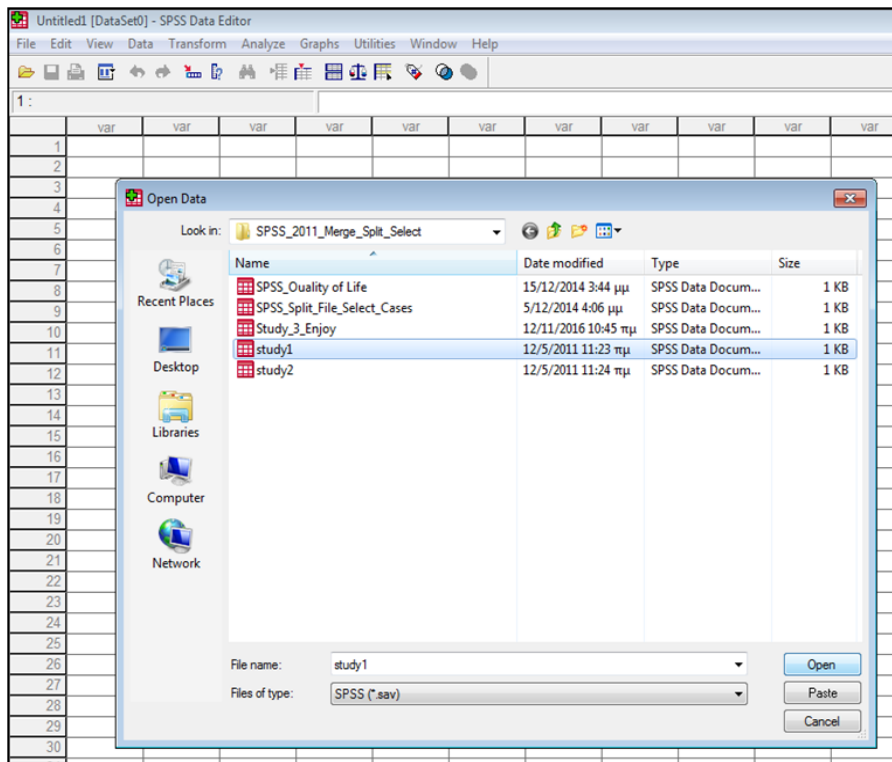 Untitled1 [DataSet0] - SPSS Data Editor
File Edit View Data Transform Analyze Graphs Utilities Window Help
1 :
var var var var var var var var var var var
1
2
3
4
5
6
7
8
9
10
11
12
13
14
15
16
17
18
19
20
21
22
23
24
25
26
27
28
29
30
Open Data
Look in: SPSS_2011_Merge_Split_Select
Recent Places
Desktop
Libraries
Computer
Network
Name Date modified Type Size
SPSS_Ouality of Life 15/12/2014 3:44 μμ SPSS Data Docum... 1 KB
SPSS_Split_File_Select_Cases 5/12/2014 4:06 μμ SPSS Data Docum... 1 KB
Study_3_Enjoy 12/11/2016 10:45 πμ SPSS Data Docum... 1 KB
study1 12/5/2011 11:23 πμ SPSS Data Docum... 1 KB
study2 12/5/2011 11:24 πμ SPSS Data Docum... 1 KB
File name: study1 Open
Files of type: SPSS (*.sav) Paste
Cancel